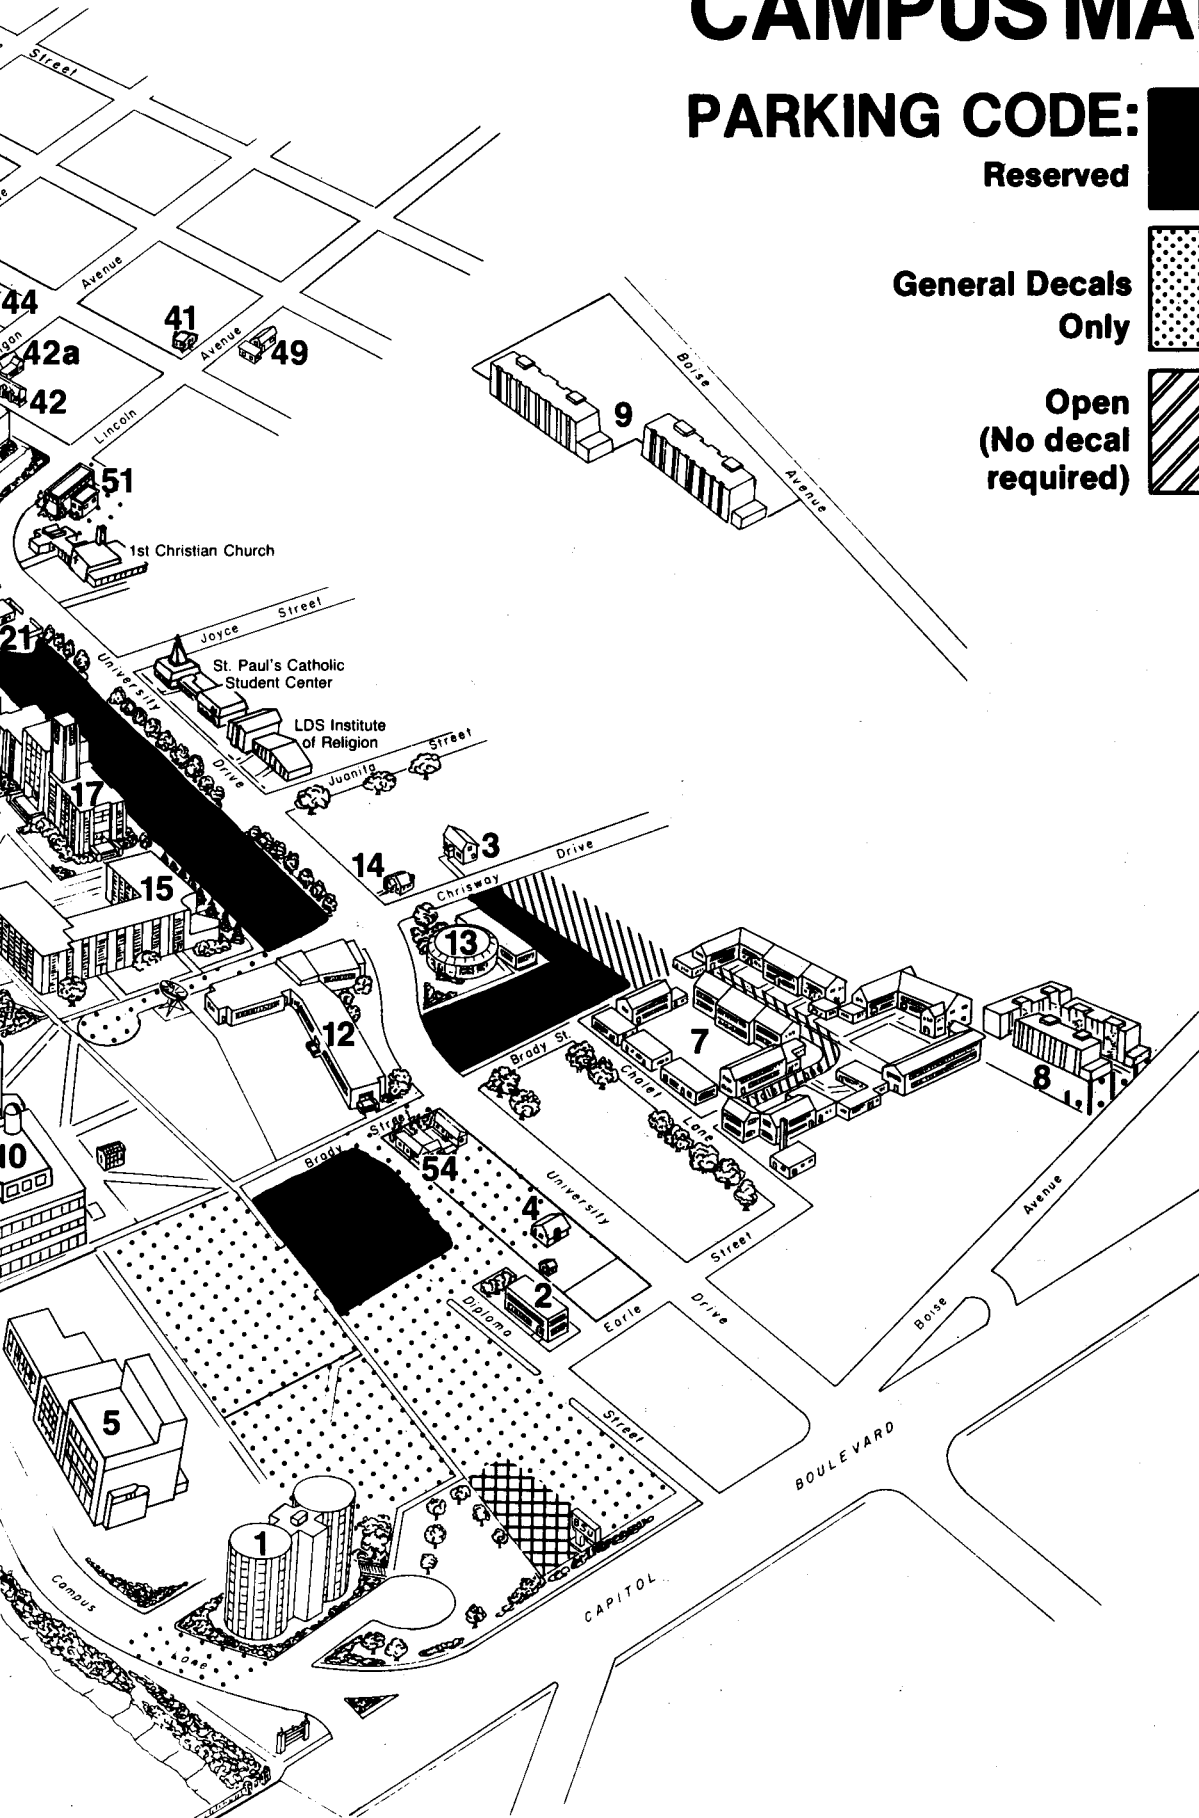 CAMPUS MA
PARKING CODE:
Reserved
General Decals
Only
Open
(No decal
required)
Street
Avenue
44
41
Avenue
49
42a
42
Lincoln
Boise
9
Avenue
51
1st Christian Church
Joyce Street
21
University
St. Paul's Catholic
Student Center
LDS Institute
of Religion
Drive
Juanita Street
17
3
14
Chrisway Drive
15
13
12
Brady St.
7
Chalet
Lane
8
10
Brady Street
54
4
University
Avenue
Street
2
Diploma
Earle
Drive
Boise
5
Street
BOULEVARD
BSU
1
Campus
Lane
CAPITOL